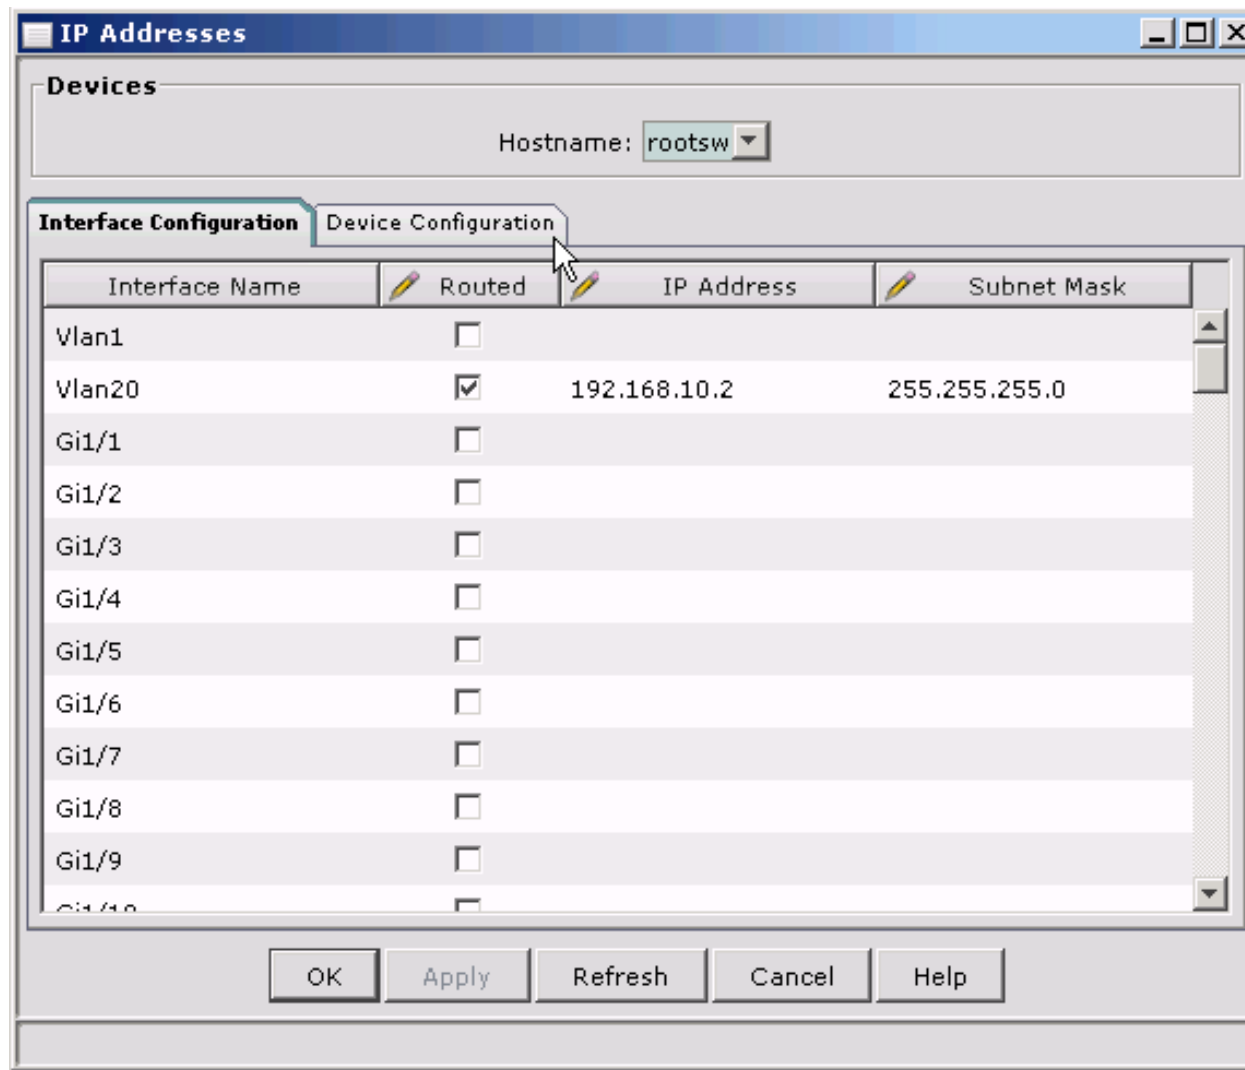 IP Addresses
Devices
Hostname: rootsw
Interface Configuration Device Configuration
Interface Name Routed IP Address Subnet Mask
Vlan1
Vlan20 192.168.10.2 255.255.255.0
Gi1/1
Gi1/2
Gi1/3
Gi1/4
Gi1/5
Gi1/6
Gi1/7
Gi1/8
Gi1/9
Gi1/10
OK Apply Refresh Cancel Help